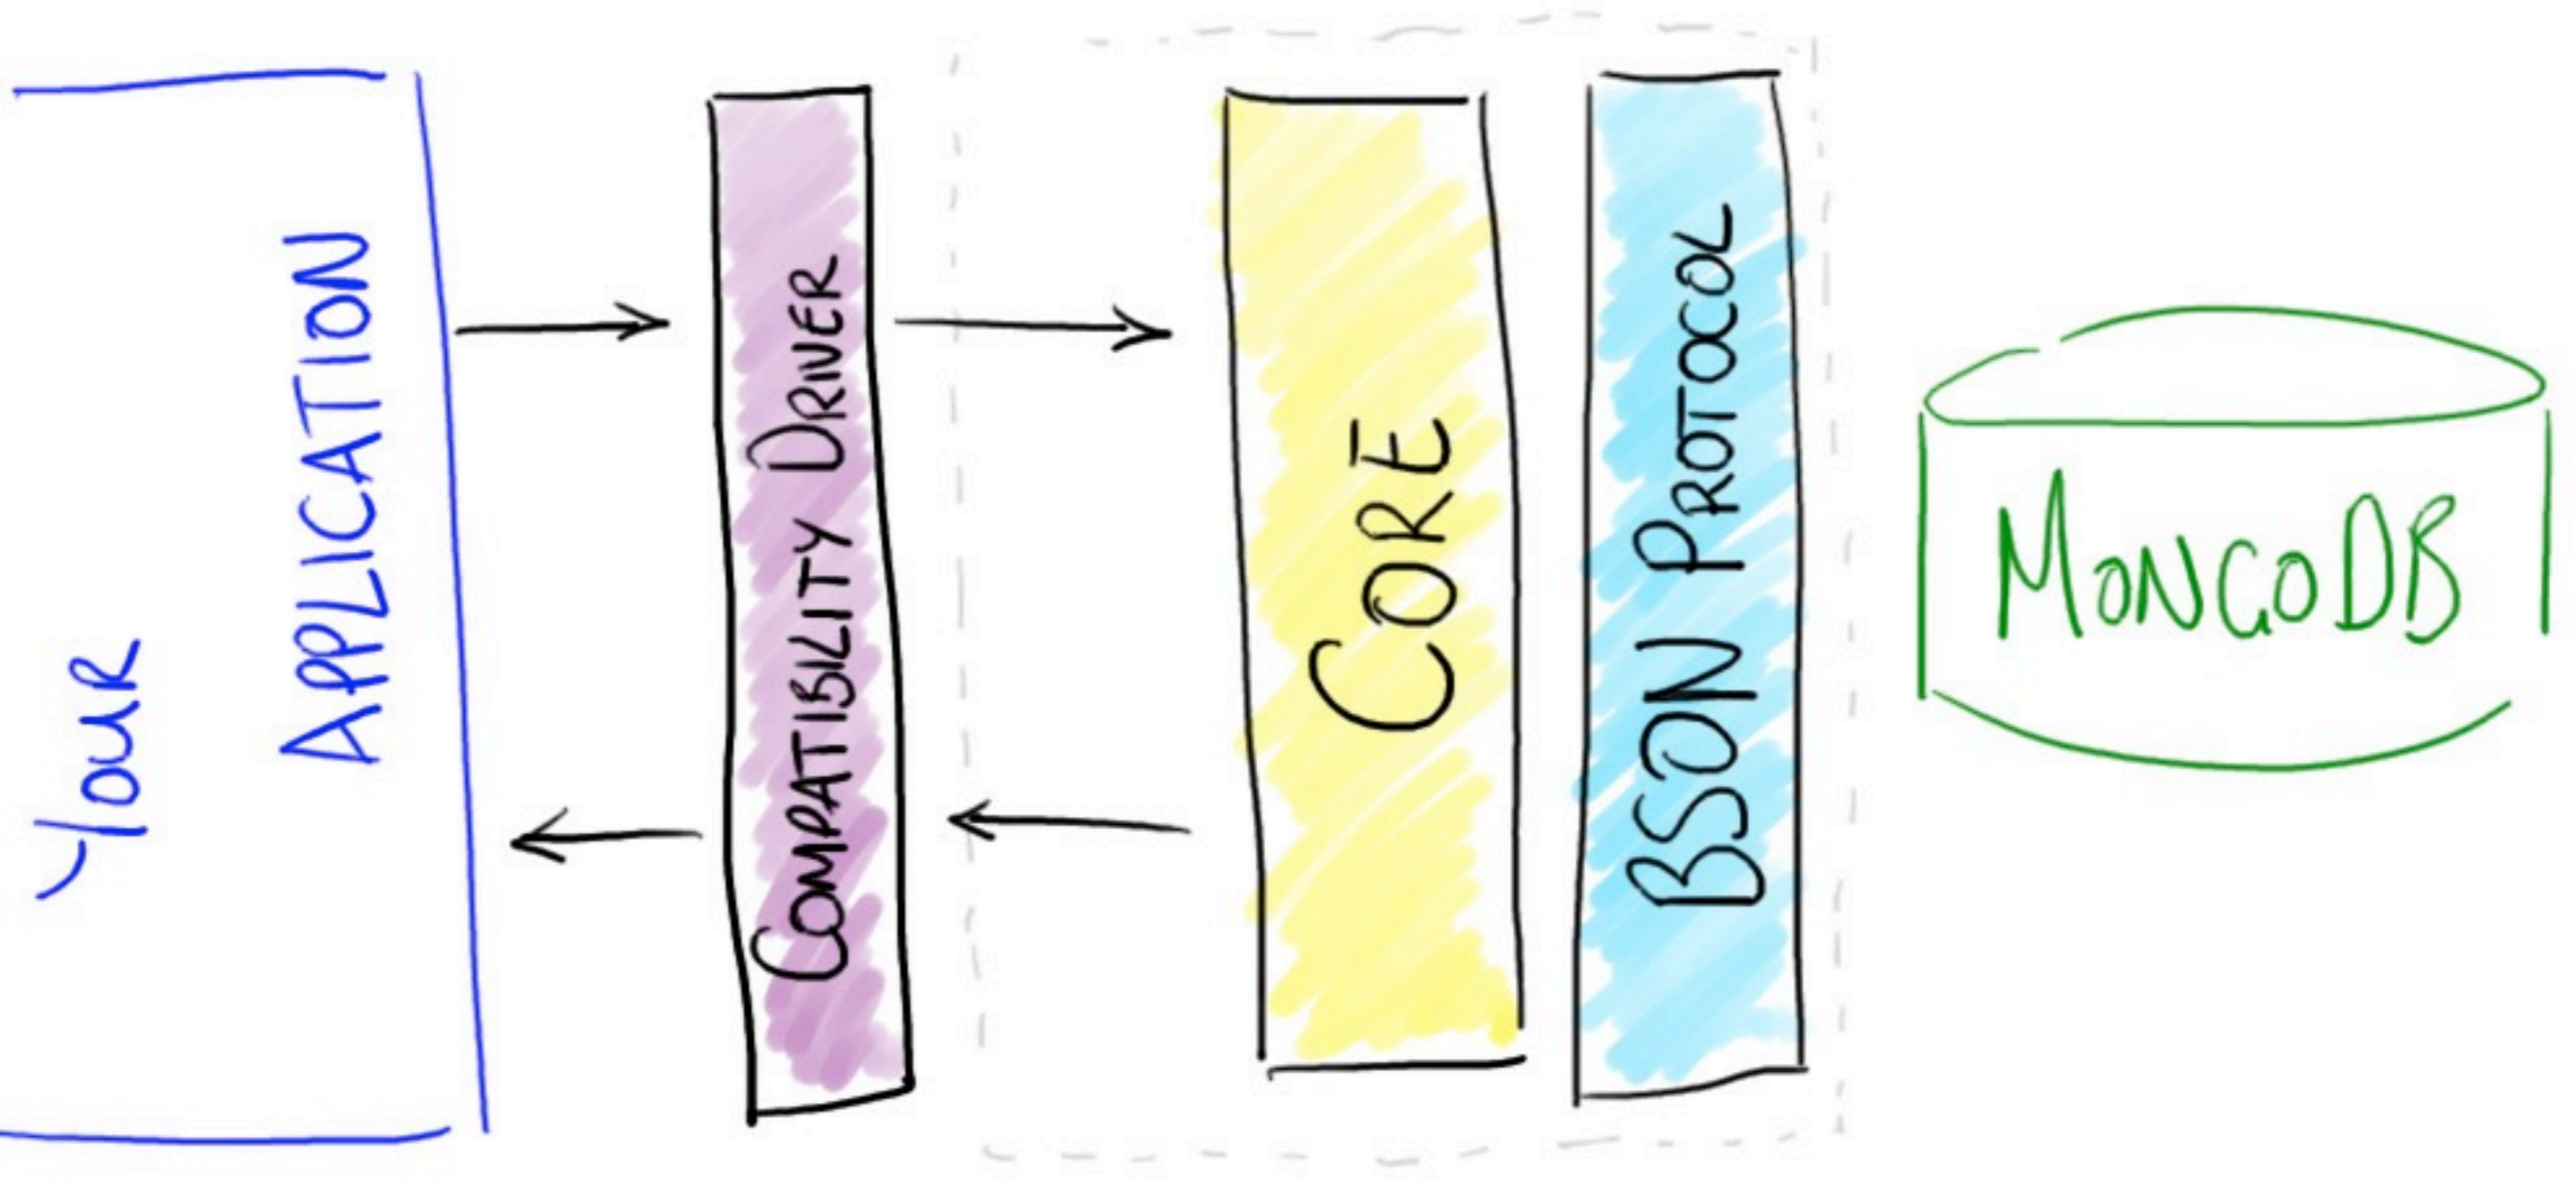 YOUR
APPLICATION
COMPATIBILITY DRIVER
CORE
BSON PROTOCOL
MONGODB